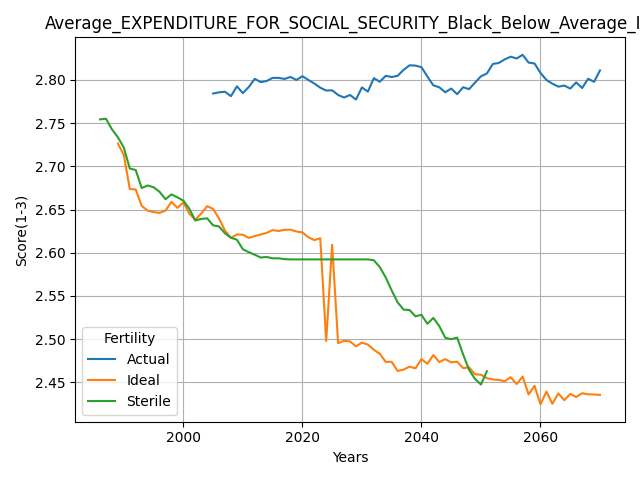 Average_EXPENDITURE_FOR_SOCIAL_SECURITY_Black_Below_Average_
Score(1-3)
2.80
2.75
2.70
2.65
2.60
2.55
2.50
2.45
Fertility
Actual
Ideal
Sterile
2000
2020
2040
2060
Years